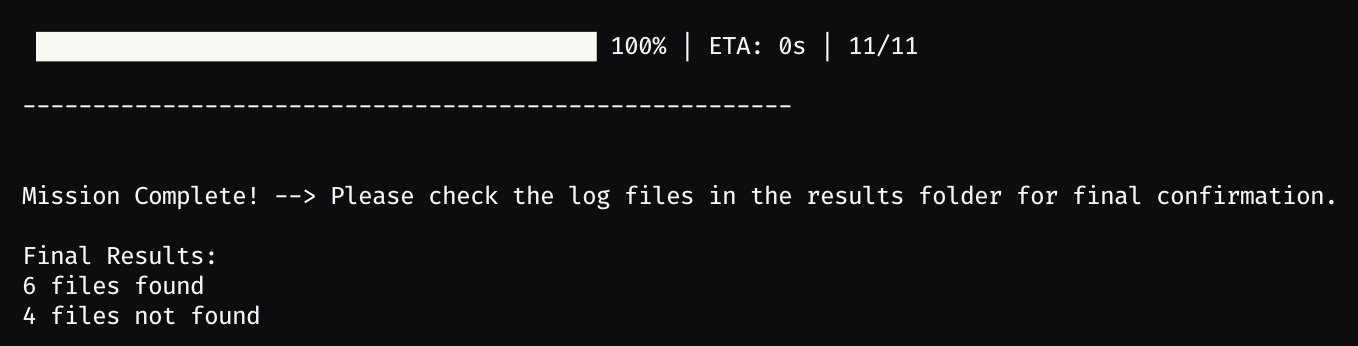 100% | ETA: 0s | 11/11
-------------------------------------------------------
Mission Complete! --> Please check the log files in the results folder for final confirmation.
Final Results:
6 files found
4 files not found